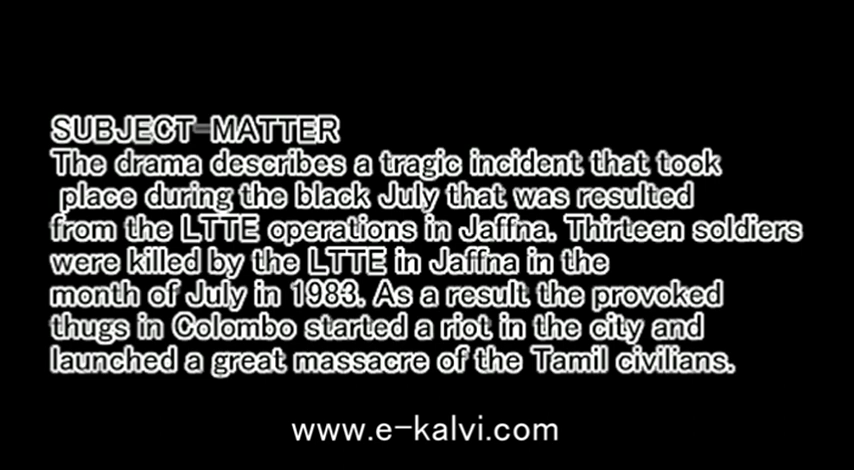 SUBJECT-MATTER
The drama describes a tragic incident that took
place during the black July that was resulted
from the LTTE operations in Jaffna. Thirteen soldiers
were killed by the LTTE in Jaffna in the
month of July in 1983. As a result the provoked
thugs in Colombo started a riot in the city and
launched a great massacre of the Tamil civilians.
www.e-kalvi.com